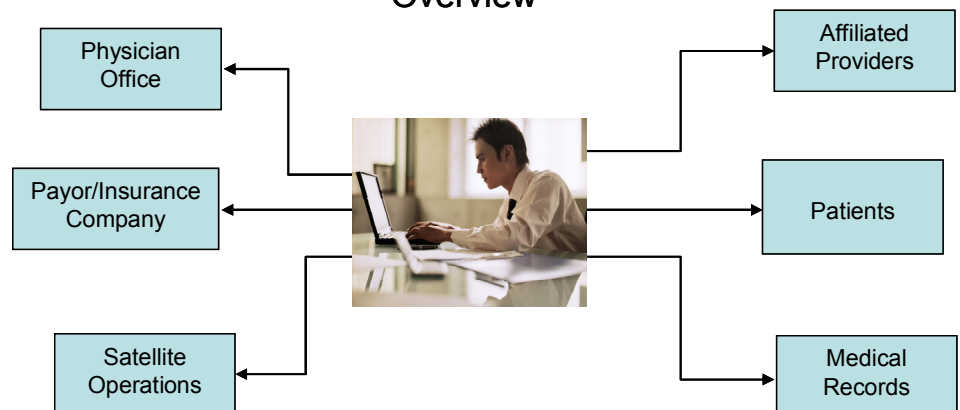 Overview
Physician
Office
Affiliated
Providers
Payor/Insurance
Company
Patients
Satellite
Operations
Medical
Records